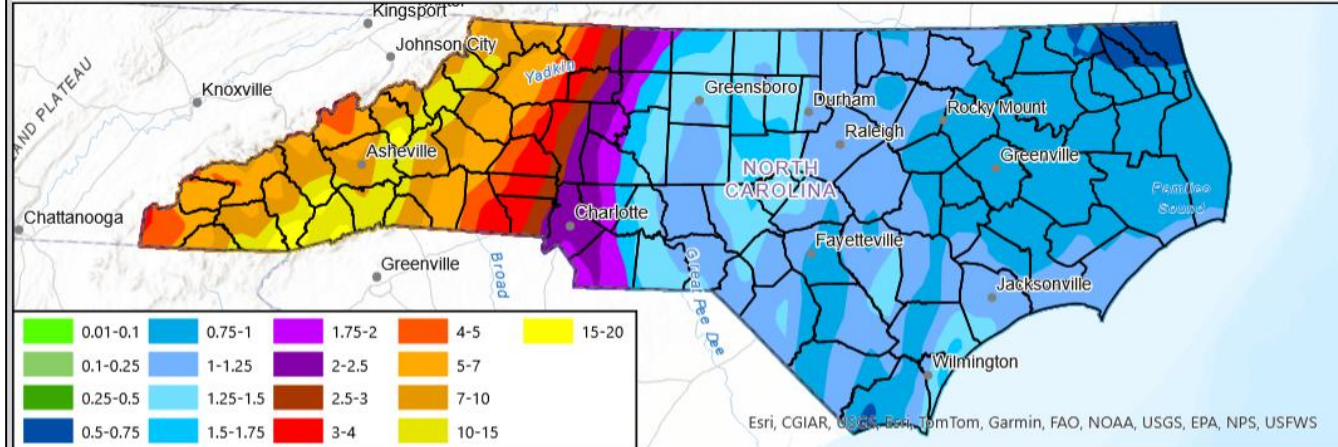 Kingsport
Johnson City
Knoxville
AND PLATEAU
Yadkin
Greensboro
Durham
Rocky Mount
Raleigh
Asheville
Greenville
NORTH
CAROLINA
Pamlico
Sound
Chattanooga
Charlotte
Fayetteville
Greenville
Broad
Great Pee Dee
Jacksonville
Wilmington
0.01-0.1
0.75-1
1.75-2
4-5
15-20
0.1-0.25
1-1.25
2-2.5
5-7
0.25-0.5
1.25-1.5
2.5-3
7-10
0.5-0.75
1.5-1.75
3-4
10-15
Esri, CGIAR, USGS, Esri, TomTom, Garmin, FAO, NOAA, USGS, EPA, NPS, USFWS